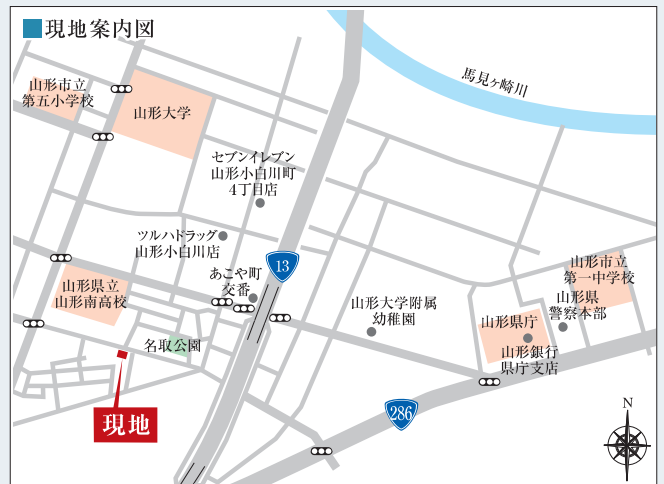 ■現地案内図
馬見ヶ崎川
山形市立
第五小学校
山形大学
セブンイレブン
山形小白川町
4丁目店
ツルハドラッグ
山形小白川店
13
山形市立
第一中学校
あこや町
交番
山形県立
山形南高校
山形県
警察本部
山形大学附属
幼稚園
山形県庁
名取公園
山形銀行
県庁支店
現地
286
N